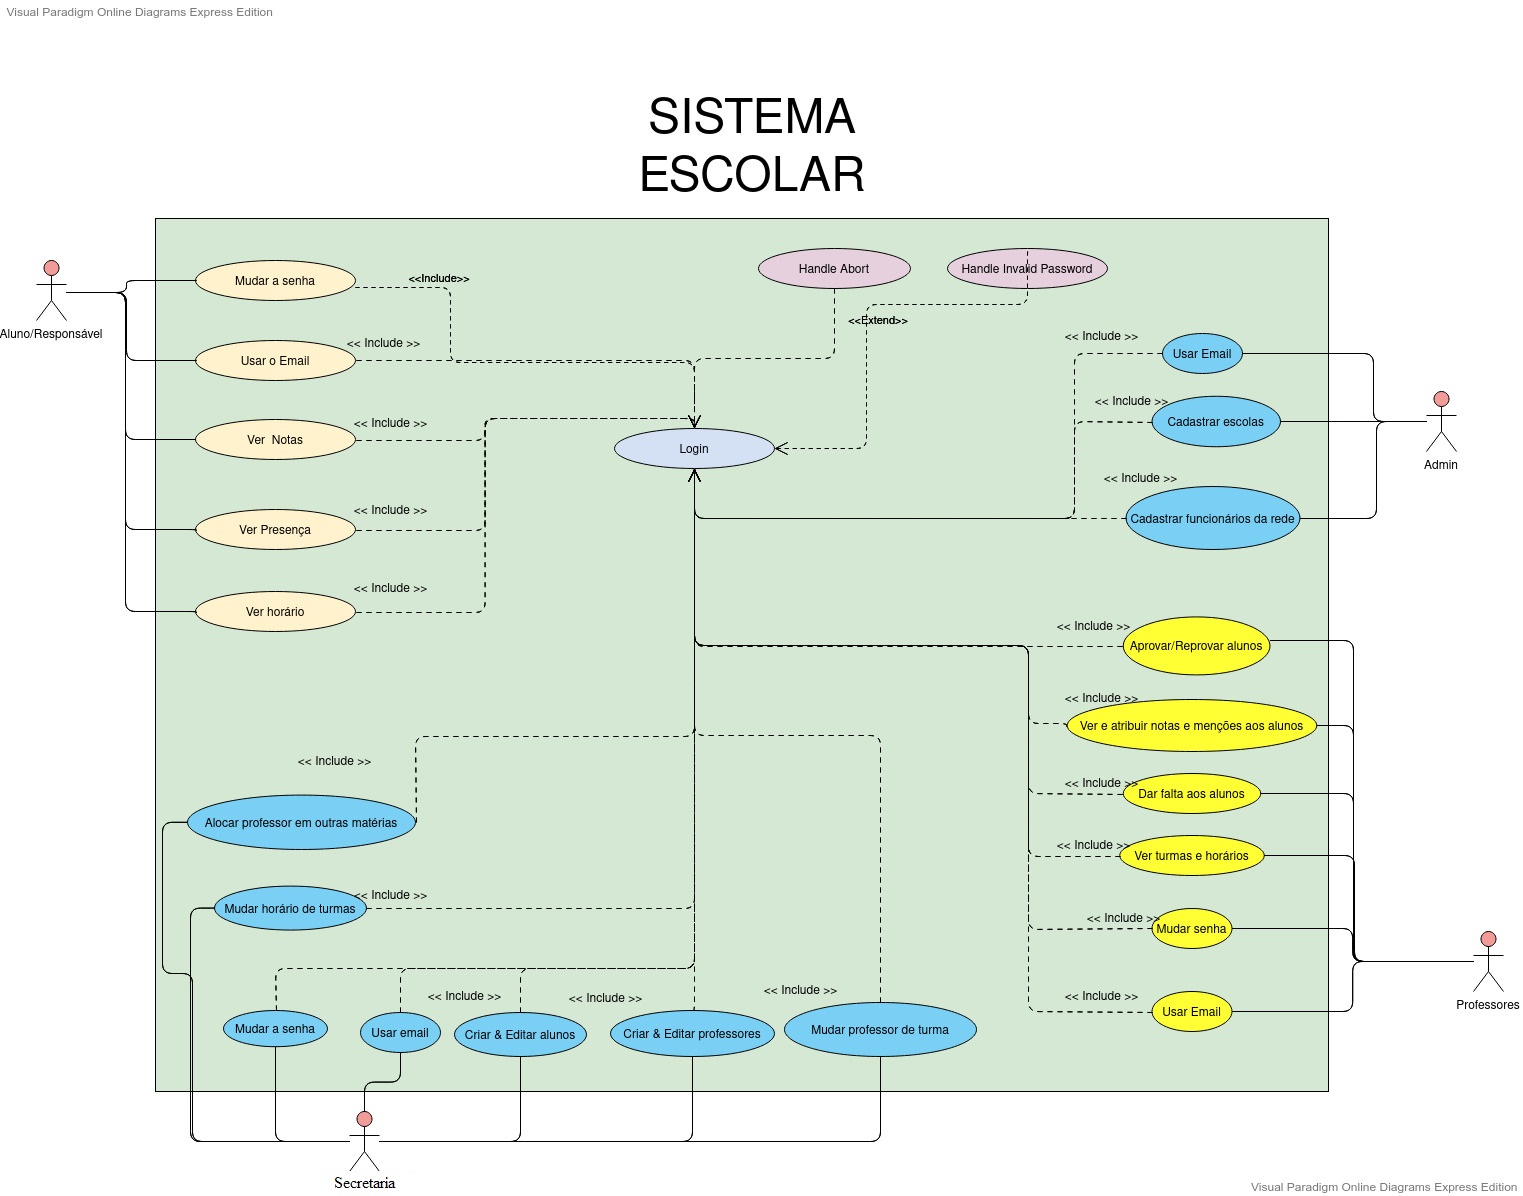 Visual Paradigm Online Diagrams Express Edition
SISTEMA
ESCOLAR
Mudar a senha
<<Include>>
Handle Abort
Handle Invalid Password
Aluno/Responsável
<<Extend>>
Usar o Email
<< Include >>
<< Include >>
Usar Email
Ver  Notas
<< Include >>
Login
<< Include >>
Cadastrar escolas
Admin
Ver Presença
<< Include >>
<< Include >>
Cadastrar funcionários da rede
Ver horário
<< Include >>
<< Include >>
Aprovar/Reprovar alunos
<< Include >>
Ver e atribuir notas e menções aos alunos
<< Include >>
Alocar professor em outras matérias
<< Include >>
Dar falta aos alunos
<< Include >>
Ver turmas e horários
Mudar horário de turmas
<< Include >>
<< Include >>
Mudar senha
<< Include >>
Usar Email
Professores
<< Include >>
<< Include >>
<< Include >>
Mudar a senha
Usar email
Criar & Editar alunos
Criar & Editar professores
Mudar professor de turma
Secretaria
Visual Paradigm Online Diagrams Express Edition